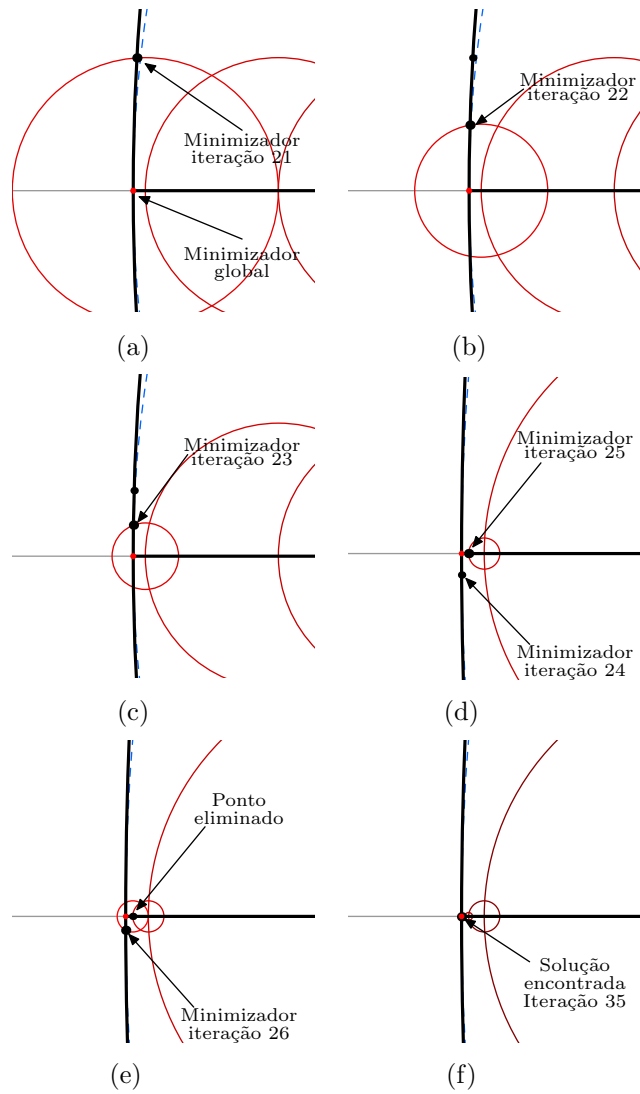 Minimizador
iteração 21
Minimizador
global
(a)
Minimizador
iteração 22
(b)
Minimizador
iteração 23
(c)
Minimizador
iteração 25
Minimizador
iteração 24
(d)
Ponto
eliminado
Minimizador
iteração 26
(e)
Solução
encontrada
Iteração 35
(f)